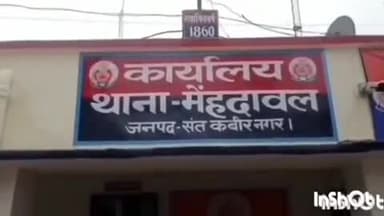 1860
कार्यालय
थाना-मेंहदावल
जनपद-संत कबीर नगर।
InShOt